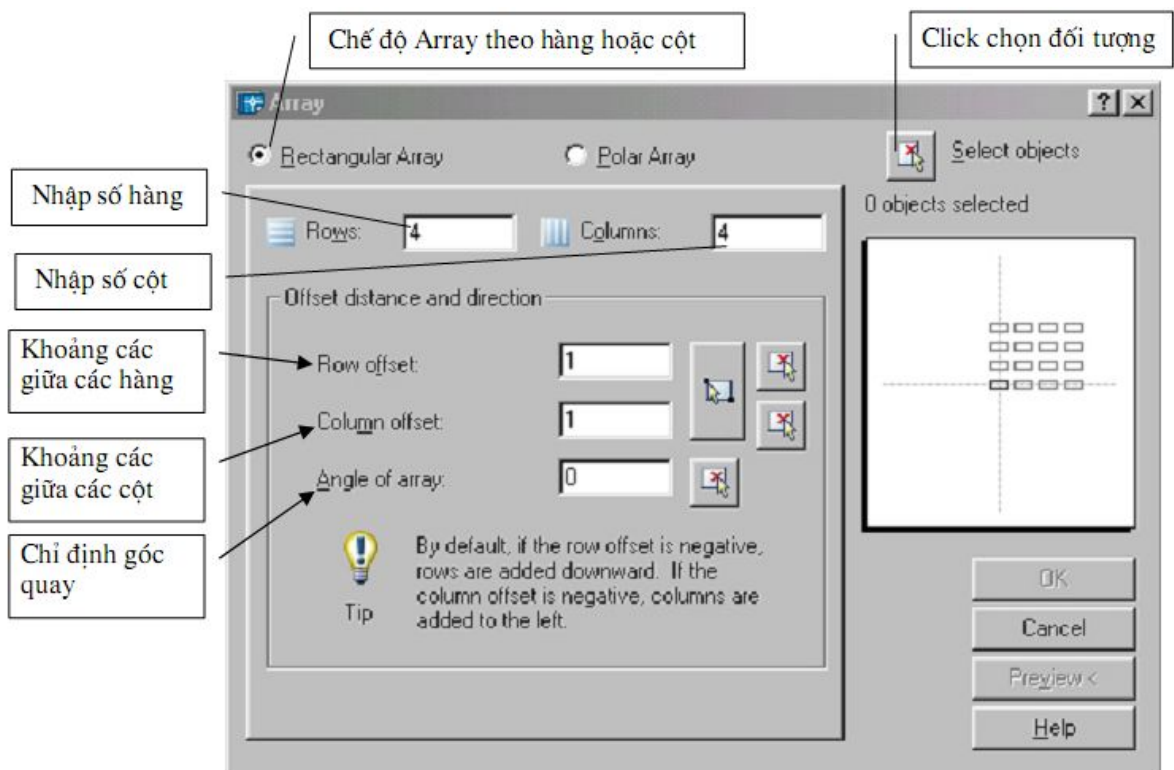 Chế độ Array theo hàng hoặc cột
Click chọn đối tượng
Array
Rectangular Array
Polar Array
Select objects
Nhập số hàng
0 objects selected
Rows:
4
Columns:
4
Nhập số cột
Offset distance and direction
Khoảng các
giữa các hàng
Row offset:
1
Column offset:
1
Khoảng các
giữa các cột
Angle of array:
0
Chỉ định góc
quay
By default, if the row offset is negative,
rows are added downward. If the
column offset is negative, columns are
added to the left.
Tip
OK
Cancel
Preview <
Help